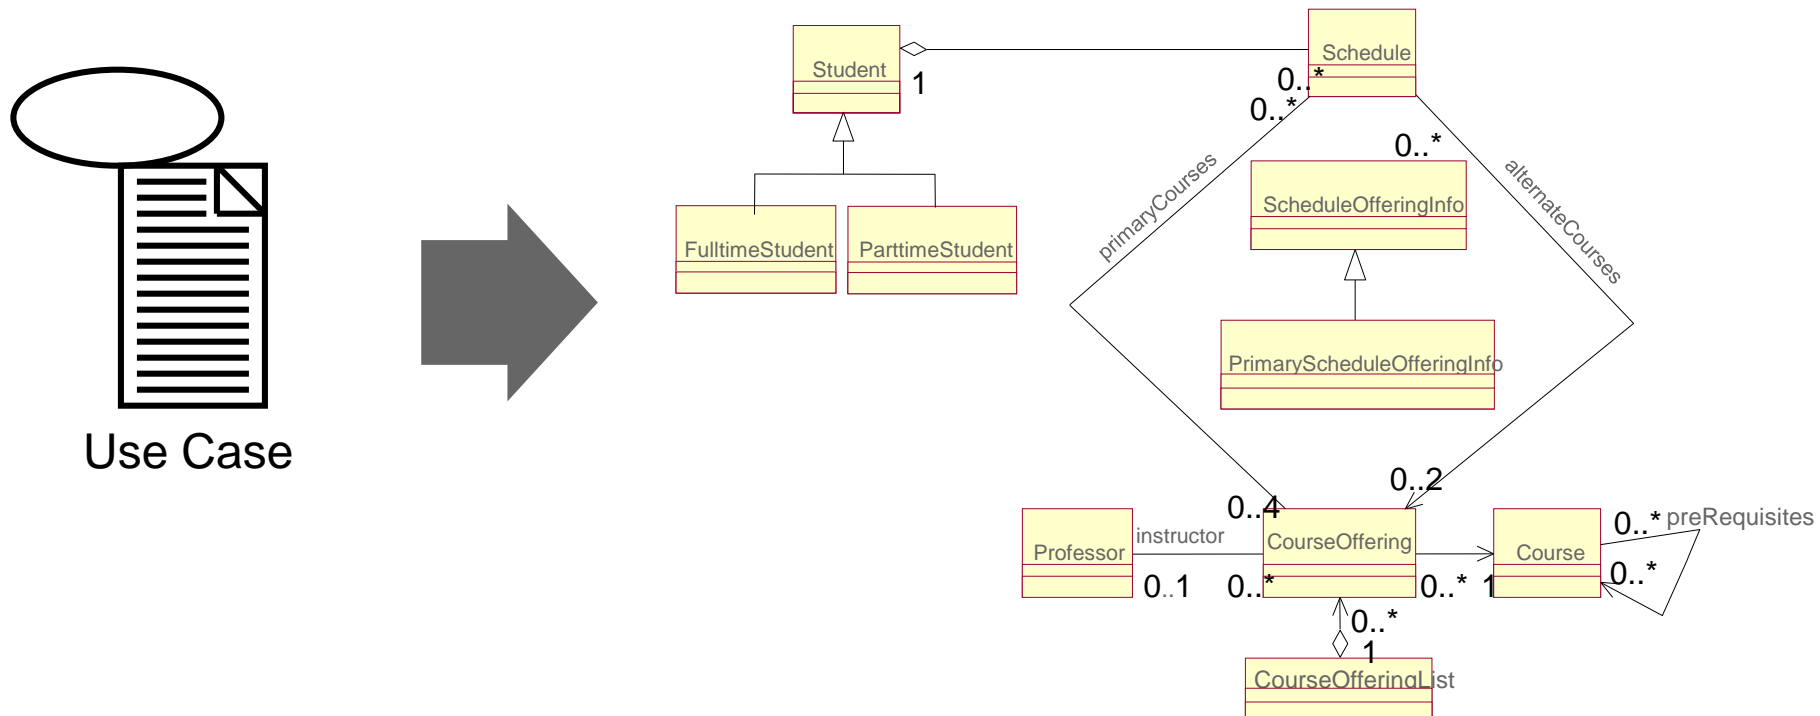 Use Case
Student
1
Schedule
0..*
0..*
0..*
primaryCourses
alternateCourses
ScheduleOfferingInfo
FulltimeStudent
ParttimeStudent
PrimaryScheduleOfferingInfo
0..4
0..2
Professor
instructor
0..1
0..*
CourseOffering
0..*
1
Course
0..*
preRequisites
0..*
0..*
1
CourseOfferingList